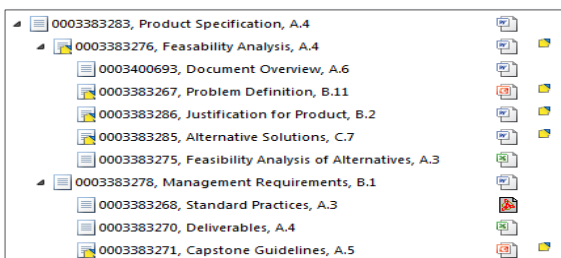 0003383283, Product Specification, A.4
0003383276, Feasability Analysis, A.4
0003400693, Document Overview, A.6
0003383267, Problem Definition, B.11
0003383286, Justification for Product, B.2
0003383285, Alternative Solutions, C.7
0003383275, Feasibility Analysis of Alternatives, A.3
0003383278, Management Requirements, B.1
0003383268, Standard Practices, A.3
0003383270, Deliverables, A.4
0003383271, Capstone Guidelines, A.5